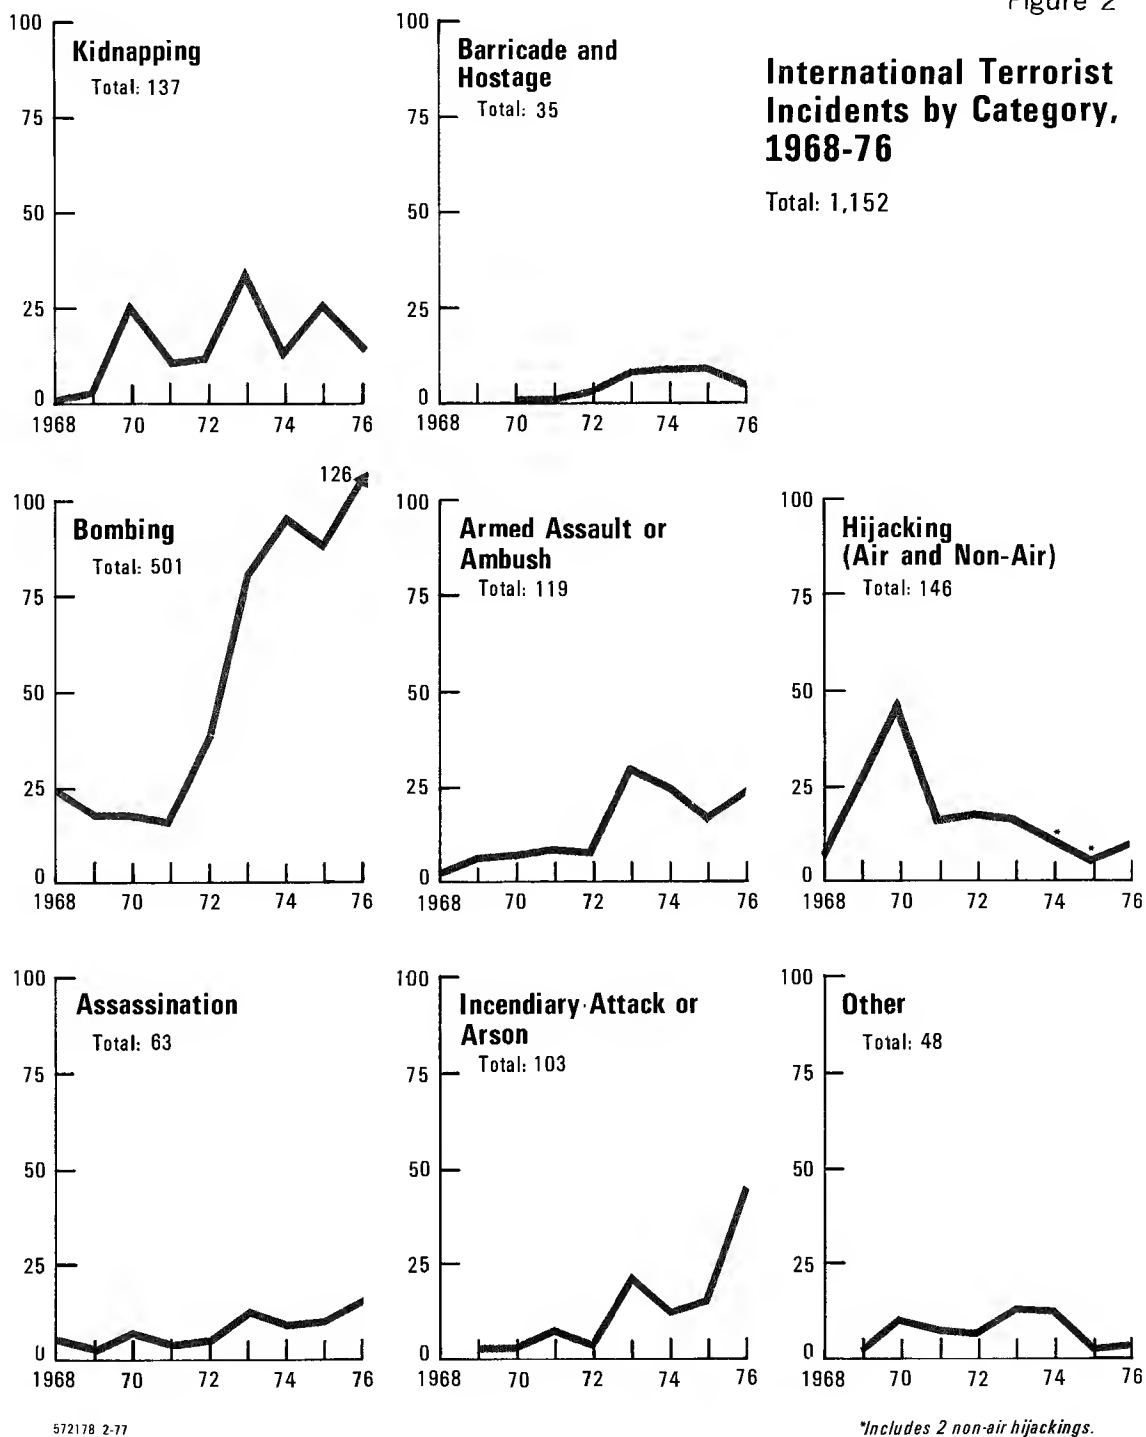 Figure 2
International Terrorist
Incidents by Category,
1968-76
Total: 1,152
Kidnapping
Total: 137
100
75
50
25
0
1968 70 72 74 76
Barricade and
Hostage
Total: 35
100
75
50
25
0
1968 70 72 74 76
Bombing
Total: 501
126
100
75
50
25
0
1968 70 72 74 76
Armed Assault or
Ambush
Total: 119
100
75
50
25
0
1968 70 72 74 76
Hijacking
(Air and Non-Air)
Total: 146
100
75
50
25
0
* *
1968 70 72 74 76
Assassination
Total: 63
100
75
50
25
0
1968 70 72 74 76
Incendiary Attack or
Arson
Total: 103
100
75
50
25
0
1968 70 72 74 76
Other
Total: 48
100
75
50
25
0
1968 70 72 74 76
572178 2-77
*Includes 2 non-air hijackings.